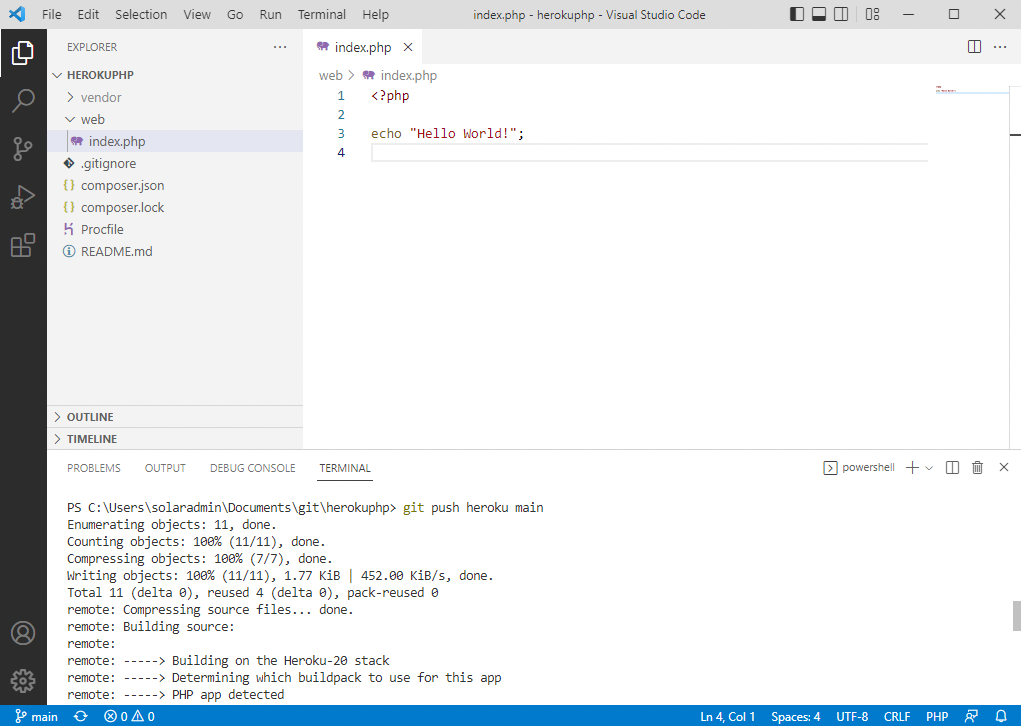 File Edit Selection View Go Run Terminal Help index.php - herokuphp - Visual Studio Code
EXPLORER
HEROKUPHP
vendor
web
index.php
.gitignore
composer.json
composer.lock
Procfile
README.md
OUTLINE
TIMELINE
index.php
web > index.php
1 <?php
2
3 echo "Hello World!";
4
PROBLEMS OUTPUT DEBUG CONSOLE TERMINAL powershell
PS C:\Users\solaradmin\Documents\git\herokuphp> git push heroku main
Enumerating objects: 11, done.
Counting objects: 100% (11/11), done.
Compressing objects: 100% (7/7), done.
Writing objects: 100% (11/11), 1.77 KiB | 452.00 KiB/s, done.
Total 11 (delta 0), reused 4 (delta 0), pack-reused 0
remote: Compressing source files... done.
remote: Building source:
remote:
remote: -----> Building on the Heroku-20 stack
remote: -----> Determining which buildpack to use for this app
remote: -----> PHP app detected
main 0 0 Ln 4, Col 1 Spaces: 4 UTF-8 CRLF PHP